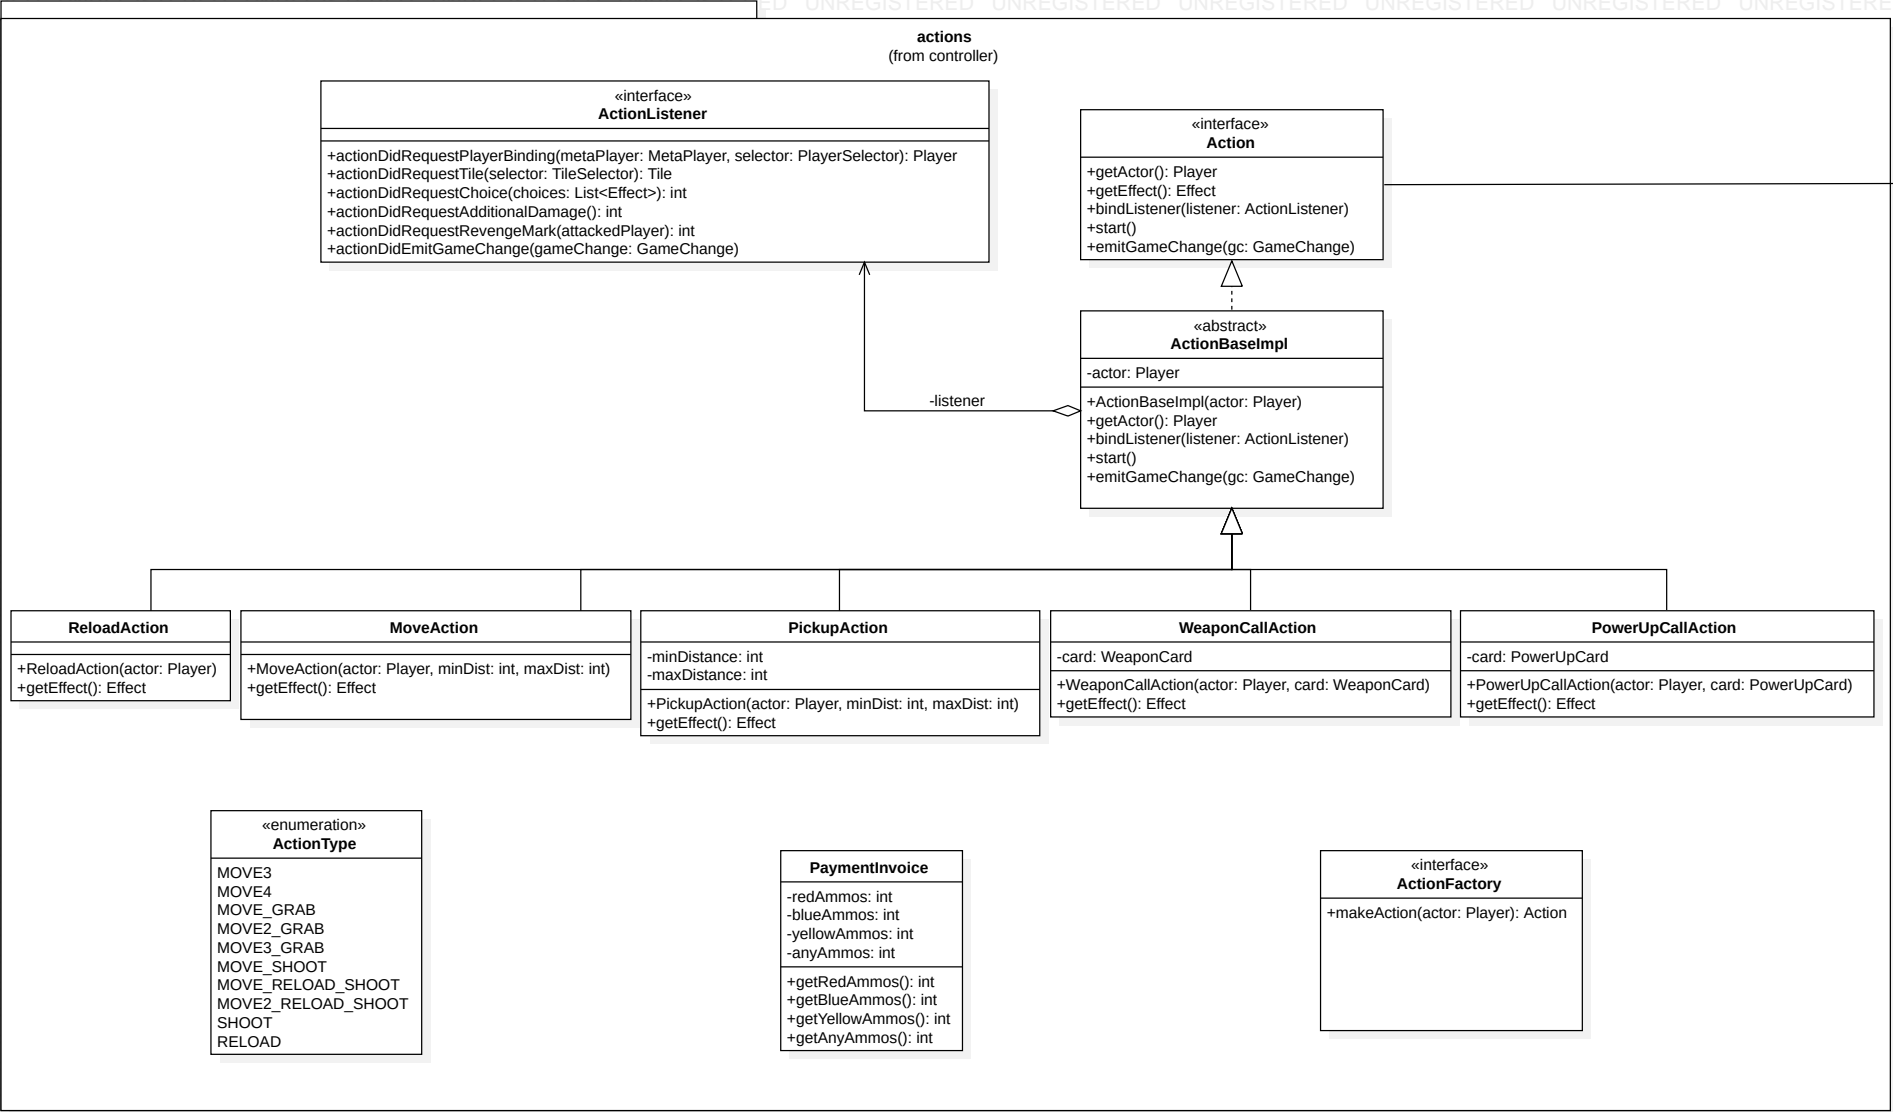 ED UNREGISTERED UNREGISTERED UNREGISTERED UNREGISTERED UNREGISTERED UNREGISTERE
actions
(from controller)
«interface»
ActionListener
+actionDidRequestPlayerBinding(metaPlayer: MetaPlayer, selector: PlayerSelector): Player
+actionDidRequestTile(selector: TileSelector): Tile
+actionDidRequestChoice(choices: List<Effect>): int
+actionDidRequestAdditionalDamage(): int
+actionDidRequestRevengeMark(attackedPlayer): int
+actionDidEmitGameChange(gameChange: GameChange)
«interface»
Action
+getActor(): Player
+getEffect(): Effect
+bindListener(listener: ActionListener)
+start()
+emitGameChange(gc: GameChange)
«abstract»
ActionBaseImpl
-actor: Player
+ActionBaseImpl(actor: Player)
+getActor(): Player
+bindListener(listener: ActionListener)
+start()
+emitGameChange(gc: GameChange)
-listener
ReloadAction
+ReloadAction(actor: Player)
+getEffect(): Effect
MoveAction
+MoveAction(actor: Player, minDist: int, maxDist: int)
+getEffect(): Effect
PickupAction
-minDistance: int
-maxDistance: int
+PickupAction(actor: Player, minDist: int, maxDist: int)
+getEffect(): Effect
WeaponCallAction
-card: WeaponCard
+WeaponCallAction(actor: Player, card: WeaponCard)
+getEffect(): Effect
PowerUpCallAction
-card: PowerUpCard
+PowerUpCallAction(actor: Player, card: PowerUpCard)
+getEffect(): Effect
«enumeration»
ActionType
MOVE3
MOVE4
MOVE_GRAB
MOVE2_GRAB
MOVE3_GRAB
MOVE_SHOOT
MOVE_RELOAD_SHOOT
MOVE2_RELOAD_SHOOT
SHOOT
RELOAD
PaymentInvoice
-redAmmos: int
-blueAmmos: int
-yellowAmmos: int
-anyAmmos: int
+getRedAmmos(): int
+getBlueAmmos(): int
+getYellowAmmos(): int
+getAnyAmmos(): int
«interface»
ActionFactory
+makeAction(actor: Player): Action